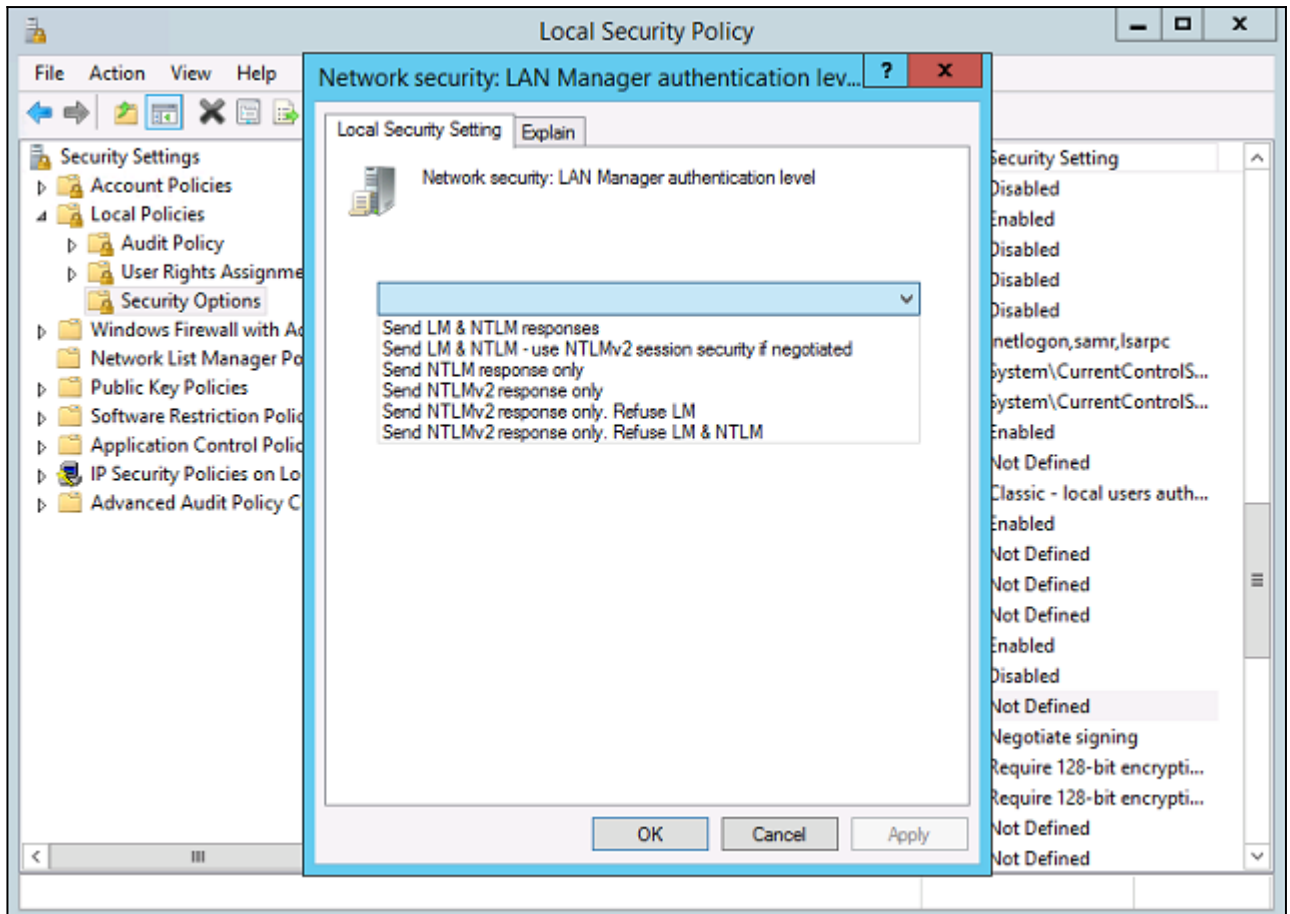 Local Security Policy
File Action View Help
Network security: LAN Manager authentication lev...
?
x
Local Security Setting
Explain
Network security: LAN Manager authentication level
Send LM & NTLM responses
Send LM & NTLM - use NTLMv2 session security if negotiated
Send NTLM response only
Send NTLMv2 response only
Send NTLMv2 response only. Refuse LM
Send NTLMv2 response only. Refuse LM & NTLM
OK
Cancel
Apply
Security Settings
Account Policies
Local Policies
Audit Policy
User Rights Assignme
Security Options
Windows Firewall with Ad
Network List Manager Po
Public Key Policies
Software Restriction Polic
Application Control Polic
IP Security Policies on Lo
Advanced Audit Policy C
Security Setting
Disabled
Enabled
Disabled
Disabled
Disabled
netlogon,samr,lsarpc
System\CurrentControlS...
System\CurrentControlS...
Enabled
Not Defined
Classic - local users auth...
Enabled
Not Defined
Not Defined
Not Defined
Enabled
Disabled
Not Defined
Negotiate signing
Require 128-bit encrypti...
Require 128-bit encrypti...
Not Defined
Not Defined